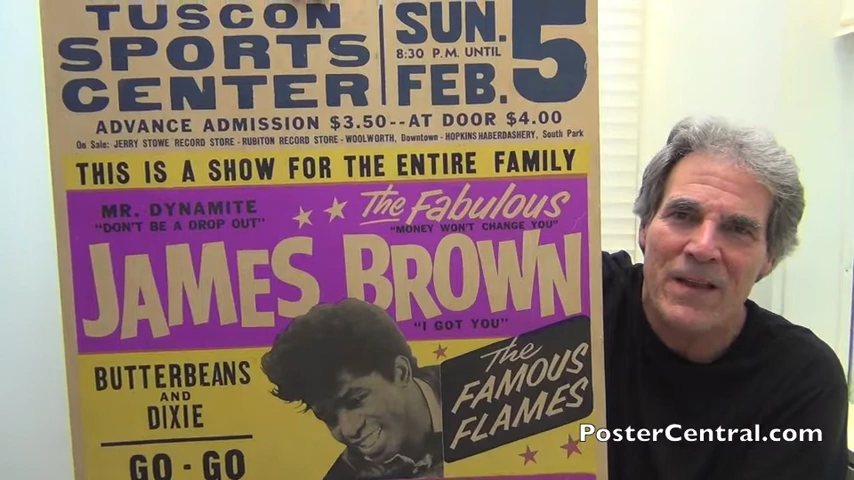 TUSCON
SPORTS
CENTER
SUN.
8:30 P.M. UNTIL
FEB. 5
ADVANCE ADMISSION $3.50--AT DOOR $4.00
On Sale: JERRY STOWE RECORD STORE - RUBITON RECORD STORE - WOOLWORTH, Downtown - HOPKINS HABERDASHERY, South Park
THIS IS A SHOW FOR THE ENTIRE FAMILY
MR. DYNAMITE
"DON'T BE A DROP OUT"
The Fabulous
"MONEY WON'T CHANGE YOU"
JAMES BROWN
"I GOT YOU"
BUTTERBEANS
AND
DIXIE
GO-GO
The
FAMOUS
FLAMES
PosterCentral.com